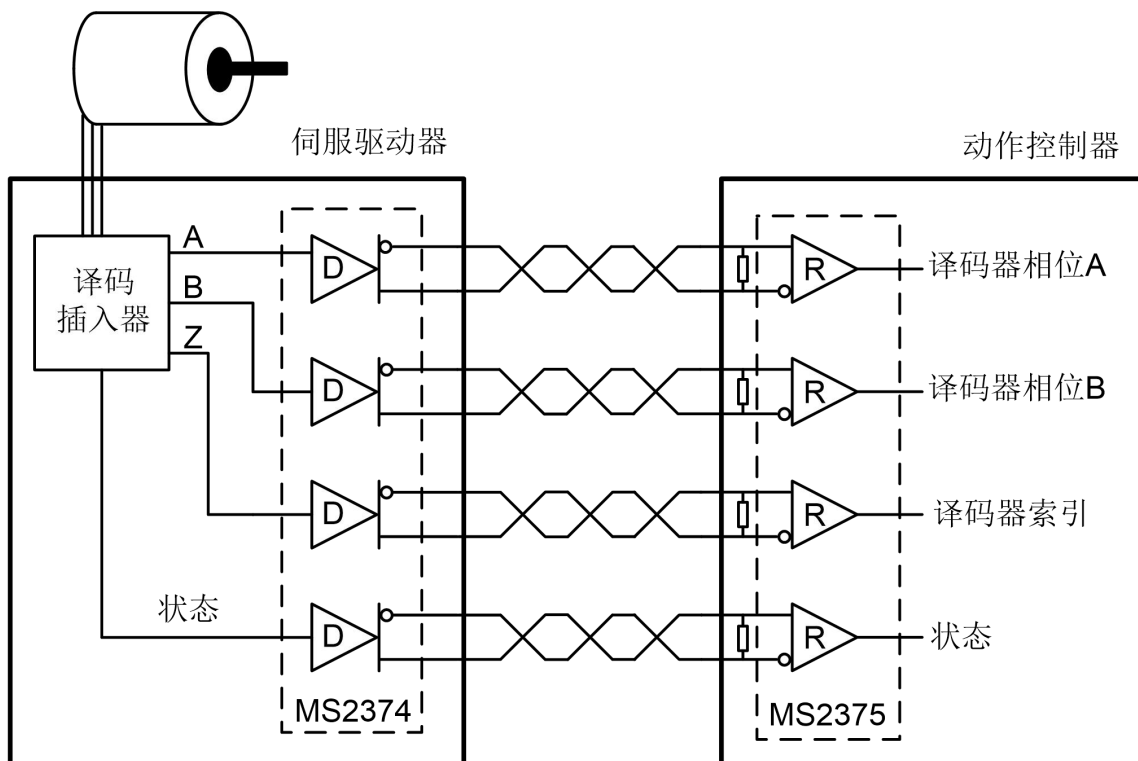 伺服驱动器
动作控制器
译码
插入器
A
B
Z
状态
D
D
D
D
MS2374
R
R
R
R
MS2375
译码器相位A
译码器相位B
译码器索引
状态